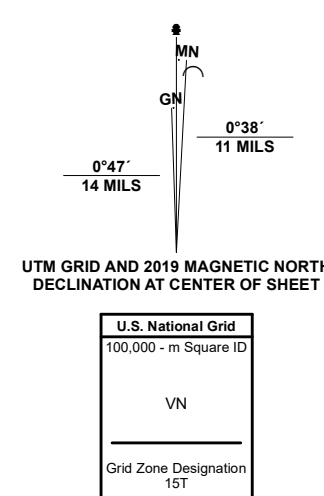 MN
GN
0°38´
11 MILS
0°47´
14 MILS
UTM GRID AND 2019 MAGNETIC NORTH
DECLINATION AT CENTER OF SHEET
U.S. National Grid
100,000 - m Square ID
VN
Grid Zone Designation
15T